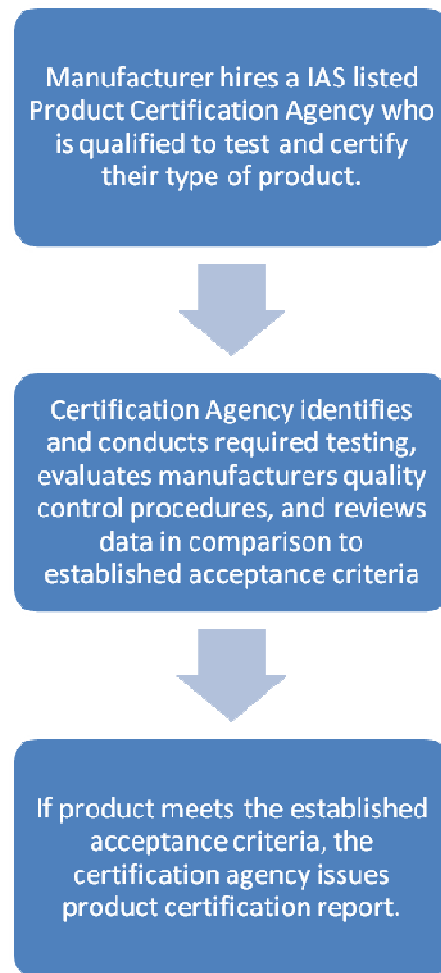 Manufacturer hires a IAS listed
Product Certification Agency who
is qualified to test and certify
their type of product.
Certification Agency identifies
and conducts required testing,
evaluates manufacturers quality
control procedures, and reviews
data in comparison to
established acceptance criteria
If product meets the established
acceptance criteria, the
certification agency issues
product certification report.